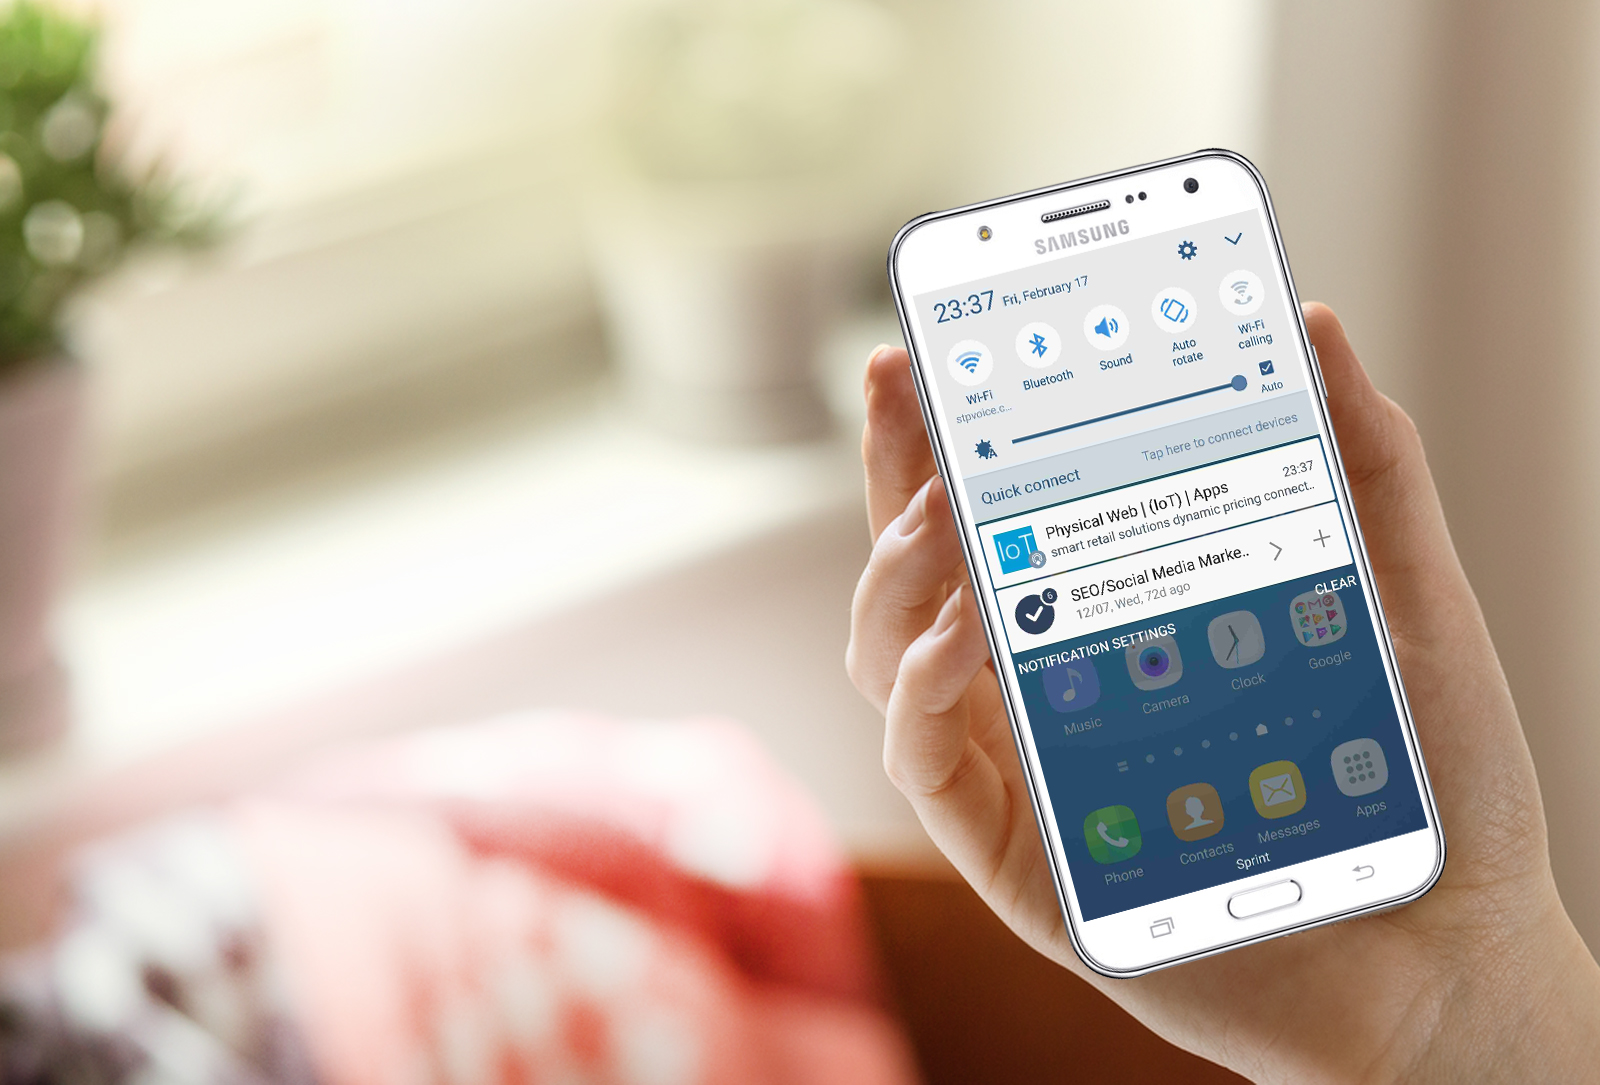 SAMSUNG
23:37 Fri, February 17
Wi-Fi
stpvoice.c...
Bluetooth
Sound
Auto
rotate
Wi-Fi
calling
Auto
A
Quick connect
Tap here to connect devices
IoT
Physical Web | (IoT) | Apps
23:37
smart retail solutions dynamic pricing connect..
6
SEO/Social Media Marke..
12/07, Wed, 72d ago
NOTIFICATION SETTINGS
CLEAR
Music
Camera
Clock
Google
Phone
Contacts
Messages
Apps
Sprint